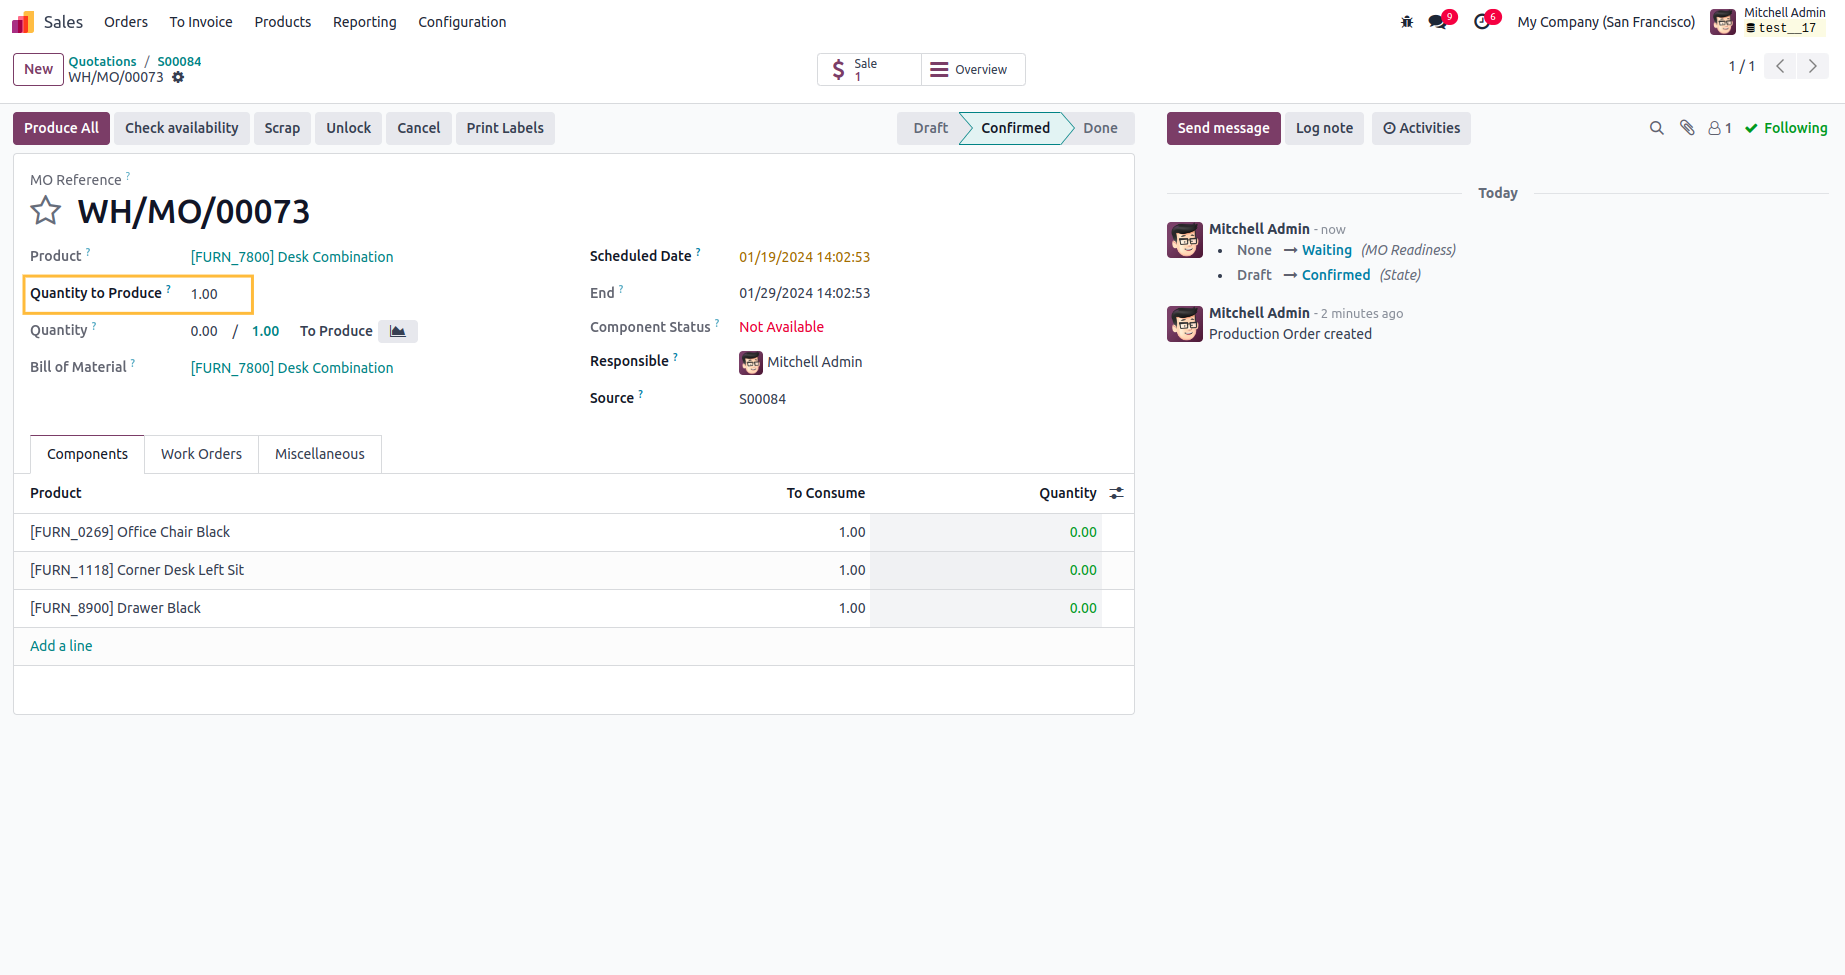 Sales Orders To Invoice Products Reporting Configuration 9 6 My Company (San Francisco) Mitchell Admin
test__17
New Quotations / S00084
WH/MO/00073
$ Sale
1
Overview
1 / 1
Produce All Check availability Scrap Unlock Cancel Print Labels Draft Confirmed Done
Send message Log note Activities 1 Following
MO Reference ?
WH/MO/00073
Product ? [FURN_7800] Desk Combination
Quantity to Produce ? 1.00
Quantity ? 0.00 / 1.00 To Produce
Bill of Material ? [FURN_7800] Desk Combination
Scheduled Date ? 01/19/2024 14:02:53
End ? 01/29/2024 14:02:53
Component Status ? Not Available
Responsible ? Mitchell Admin
Source ? S00084
Components Work Orders Miscellaneous
Product To Consume Quantity
[FURN_0269] Office Chair Black 1.00 0.00
[FURN_1118] Corner Desk Left Sit 1.00 0.00
[FURN_8900] Drawer Black 1.00 0.00
Add a line
Today
Mitchell Admin - now
• None → Waiting (MO Readiness)
• Draft → Confirmed (State)
Mitchell Admin - 2 minutes ago
Production Order created